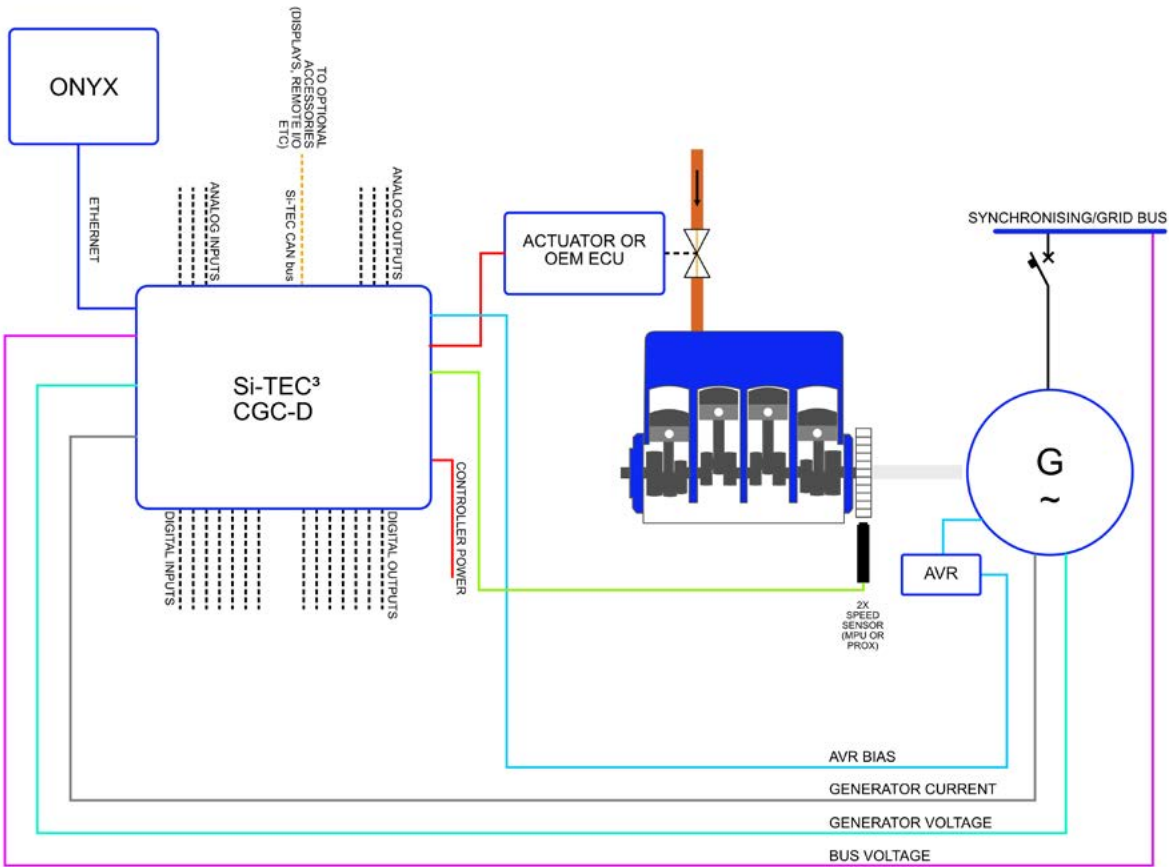 ONYX
ETHERNET
TO OPTIONAL
ACCESSORIES
(DISPLAYS, REMOTE I/O
ETC)
ANALOG INPUTS
Si-TEC CAN bus
ANALOG OUTPUTS
ACTUATOR OR
OEM ECU
SYNCHRONISING/GRID BUS
Si-TEC³
CGC-D
G
~
CONTROLLER POWER
DIGITAL INPUTS
DIGITAL OUTPUTS
AVR
2X
SPEED
SENSOR
(MPU OR
PROX)
AVR BIAS
GENERATOR CURRENT
GENERATOR VOLTAGE
BUS VOLTAGE